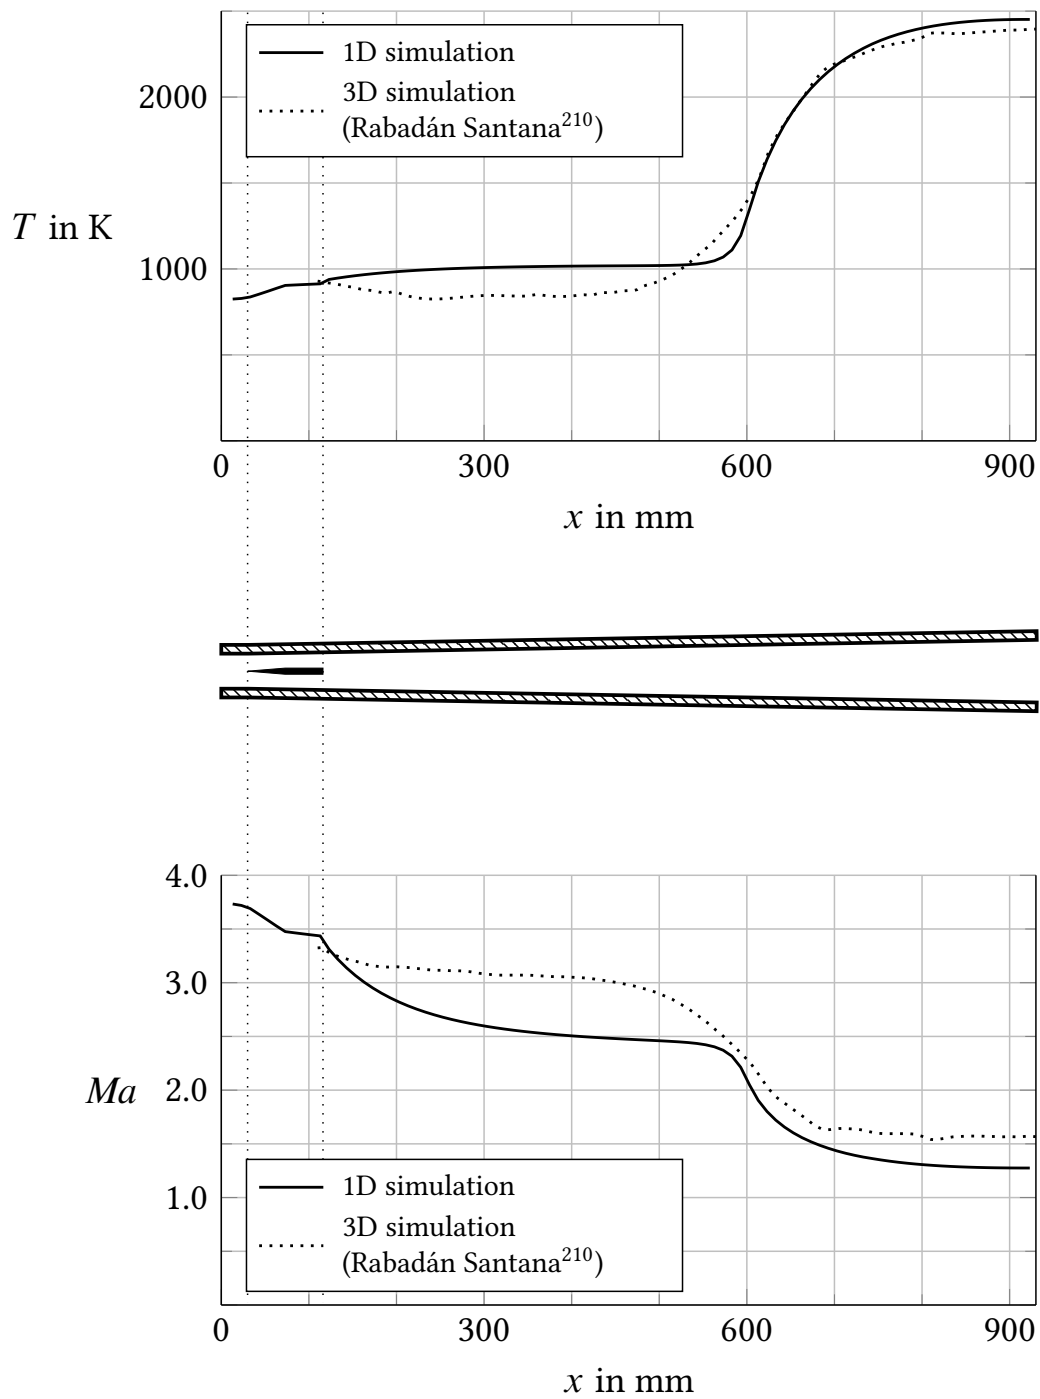 1D simulation
3D simulation
(Rabadán Santana²¹⁰)
2000
T in K
1000
0 300 600 900
x in mm
4.0
3.0
Ma 2.0
1.0
1D simulation
3D simulation
(Rabadán Santana²¹⁰)
0 300 600 900
x in mm